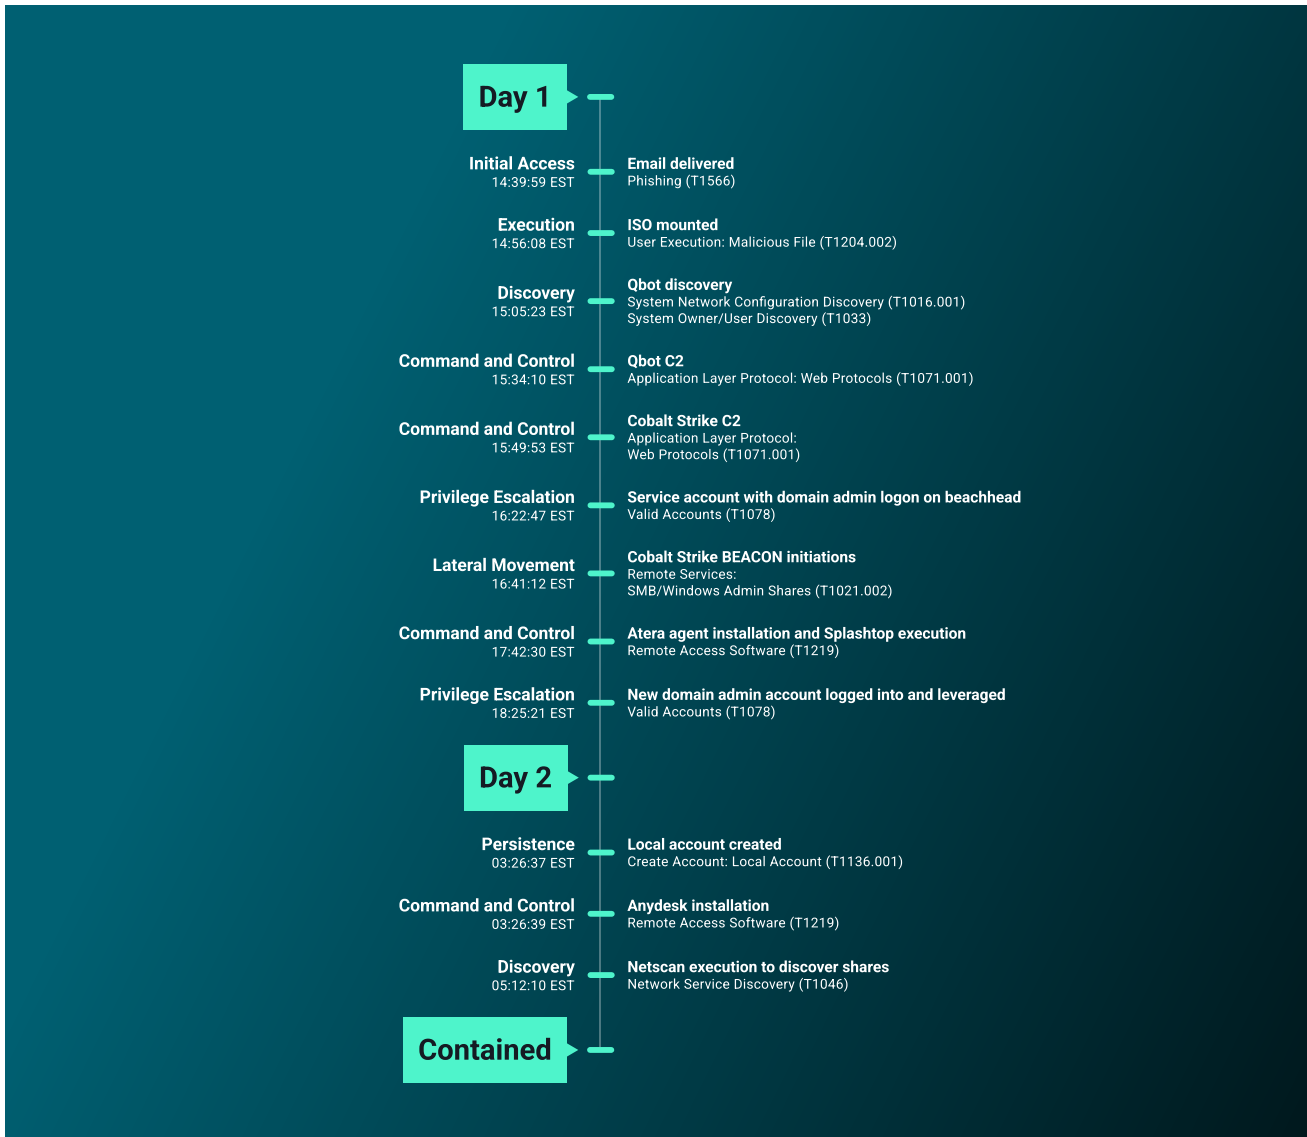 Day 1
Initial Access
14:39:59 EST
Email delivered
Phishing (T1566)
Execution
14:56:08 EST
ISO mounted
User Execution: Malicious File (T1204.002)
Discovery
15:05:23 EST
Qbot discovery
System Network Configuration Discovery (T1016.001)
System Owner/User Discovery (T1033)
Command and Control
15:34:10 EST
Qbot C2
Application Layer Protocol: Web Protocols (T1071.001)
Command and Control
15:49:53 EST
Cobalt Strike C2
Application Layer Protocol:
Web Protocols (T1071.001)
Privilege Escalation
16:22:47 EST
Service account with domain admin logon on beachhead
Valid Accounts (T1078)
Lateral Movement
16:41:12 EST
Cobalt Strike BEACON initiations
Remote Services:
SMB/Windows Admin Shares (T1021.002)
Command and Control
17:42:30 EST
Atera agent installation and Splashtop execution
Remote Access Software (T1219)
Privilege Escalation
18:25:21 EST
New domain admin account logged into and leveraged
Valid Accounts (T1078)
Day 2
Persistence
03:26:37 EST
Local account created
Create Account: Local Account (T1136.001)
Command and Control
03:26:39 EST
Anydesk installation
Remote Access Software (T1219)
Discovery
05:12:10 EST
Netscan execution to discover shares
Network Service Discovery (T1046)
Contained